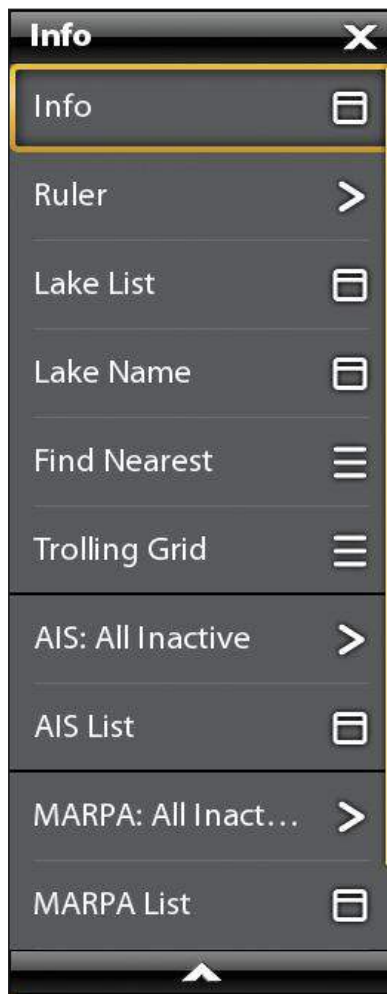 Info
Info
Ruler
Lake List
Lake Name
Find Nearest
Trolling Grid
AIS: All Inactive
AIS List
MARPA: All Inact...
MARPA List